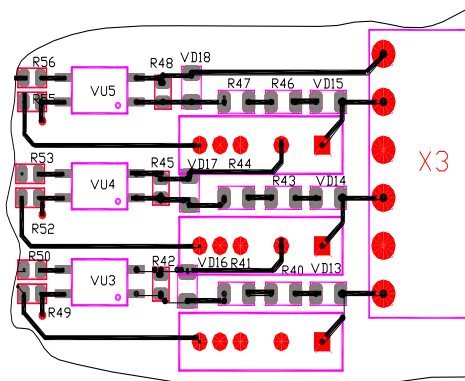 R56 R48 VD18
R55 VU5 R47 R46 VD15
R53 R45 VD17 R44 X3
R52 VU4 R43 VD14
R50 R42 VD16 R41
R49 VU3 R40 VD13